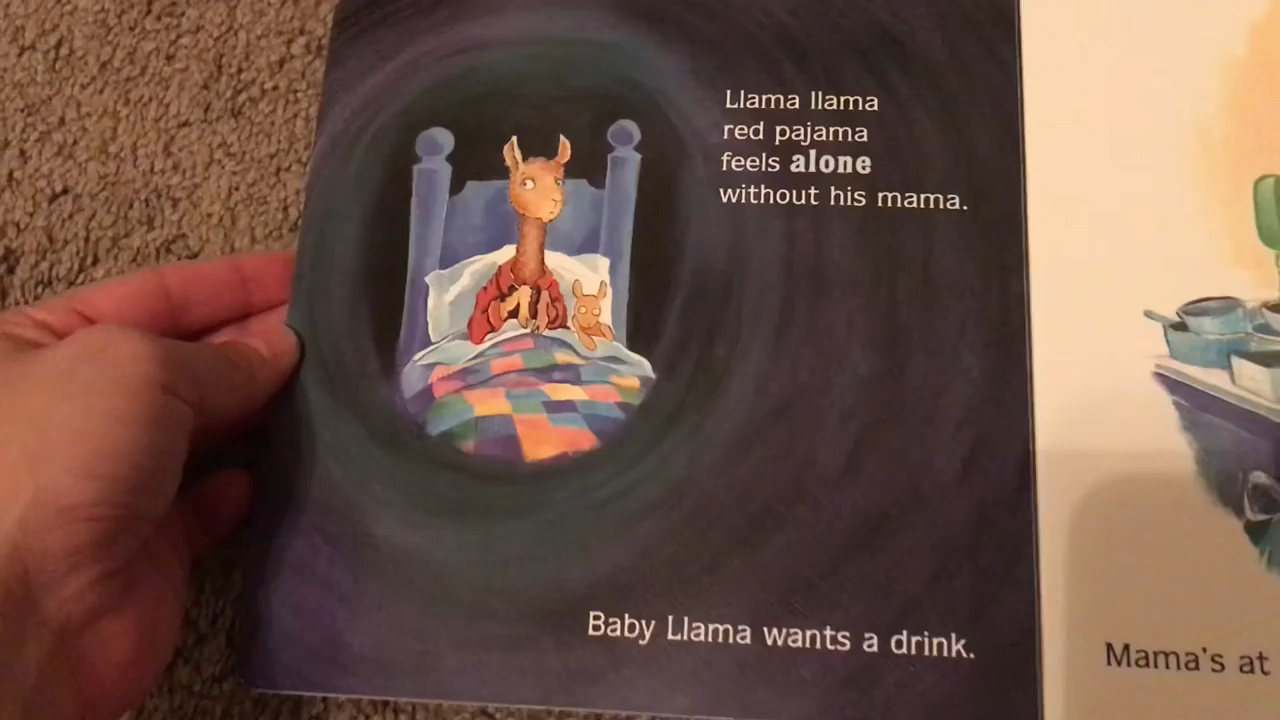 Llama llama
red pajama
feels alone
without his mama.
Baby Llama wants a drink.
Mama's at